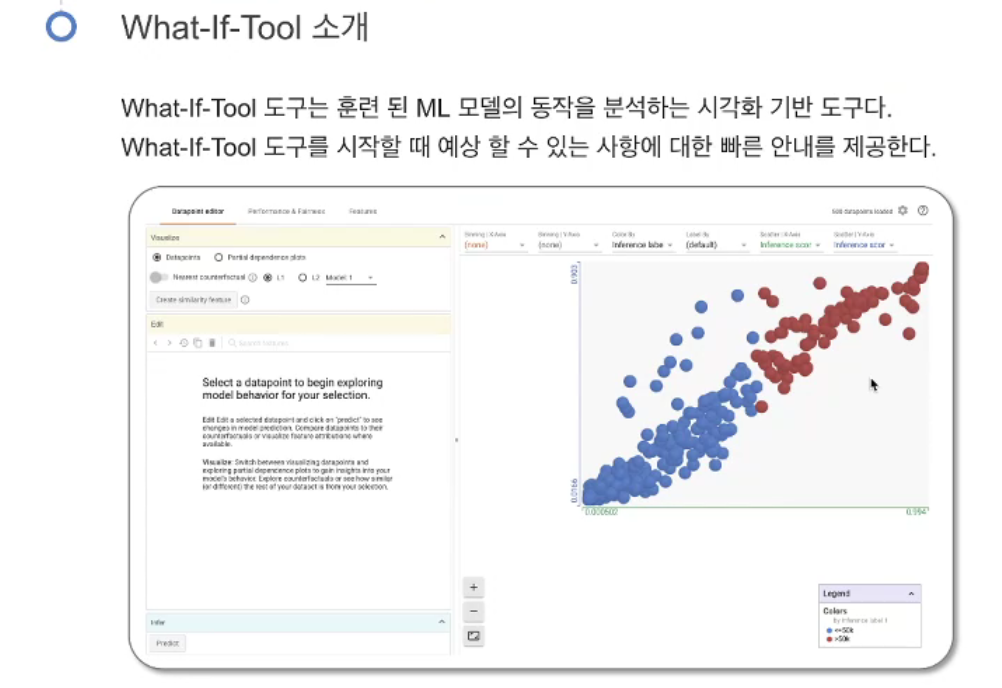 What-If-Tool 소개
What-If-Tool 도구는 훈련 된 ML 모델의 동작을 분석하는 시각화 기반 도구다.
What-If-Tool 도구를 시작할 때 예상 할 수 있는 사항에 대한 빠른 안내를 제공한다.
Datapoint editor Performance & Fairness Features 500 datapoints loaded
Visualize
Binning | X-Axis Binning | Y-Axis Color By Label By Scatter | X-Axis Scatter | Y-Axis
(none) (none) Inference labe (default) Inference scor Inference scor
Datapoints Partial dependence plots
Nearest counterfactual L1 L2 Model: 1
Create similarity feature
Edit
Search features
Select a datapoint to begin exploring
model behavior for your selection.
Edit Edit a selected datapoint and click on "predict" to see
changes in model prediction. Compare datapoints to their
counterfactuals or visualize feature attributions where
available.
Visualize: Switch between visualizing datapoints and
exploring partial dependence plots to gain insights into your
model's behavior. Explore counterfactuals or see how similar
(or different) the rest of your dataset is from your selection.
0.903
0.0166
0.000502 0.994
+
−
Infer
Predict
Legend
Colors
by Inference label 1
<=50k
>50k